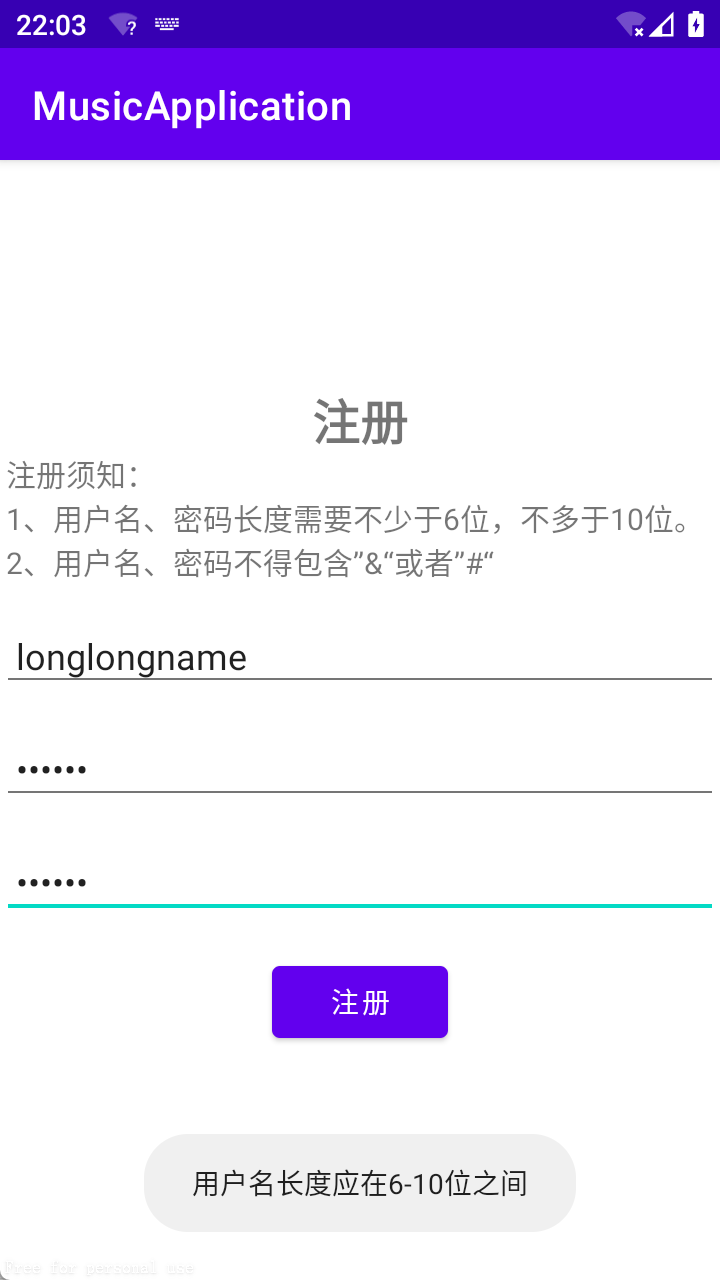 22:03
MusicApplication
注册
注册须知：
1、用户名、密码长度需要不少于6位，不多于10位。
2、用户名、密码不得包含”&“或者”#“
longlongname
••••••
••••••
注册
用户名长度应在6-10位之间
Free for personal use